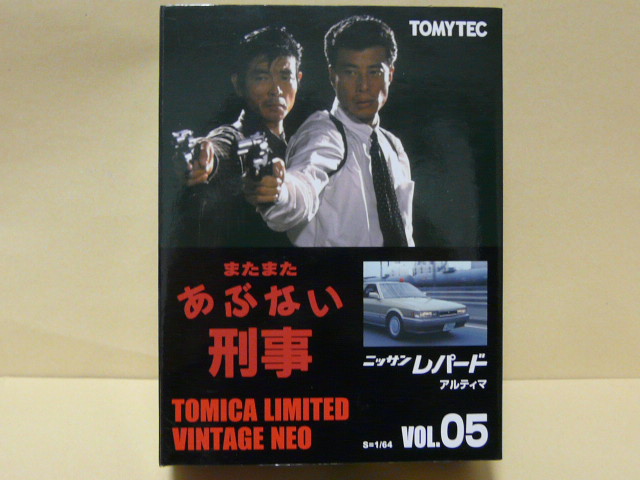 TOMYTEC
またまた
あぶない
刑事
ニッサン レパード
アルティマ
TOMICA LIMITED
VINTAGE NEO
S=1/64
VOL.05